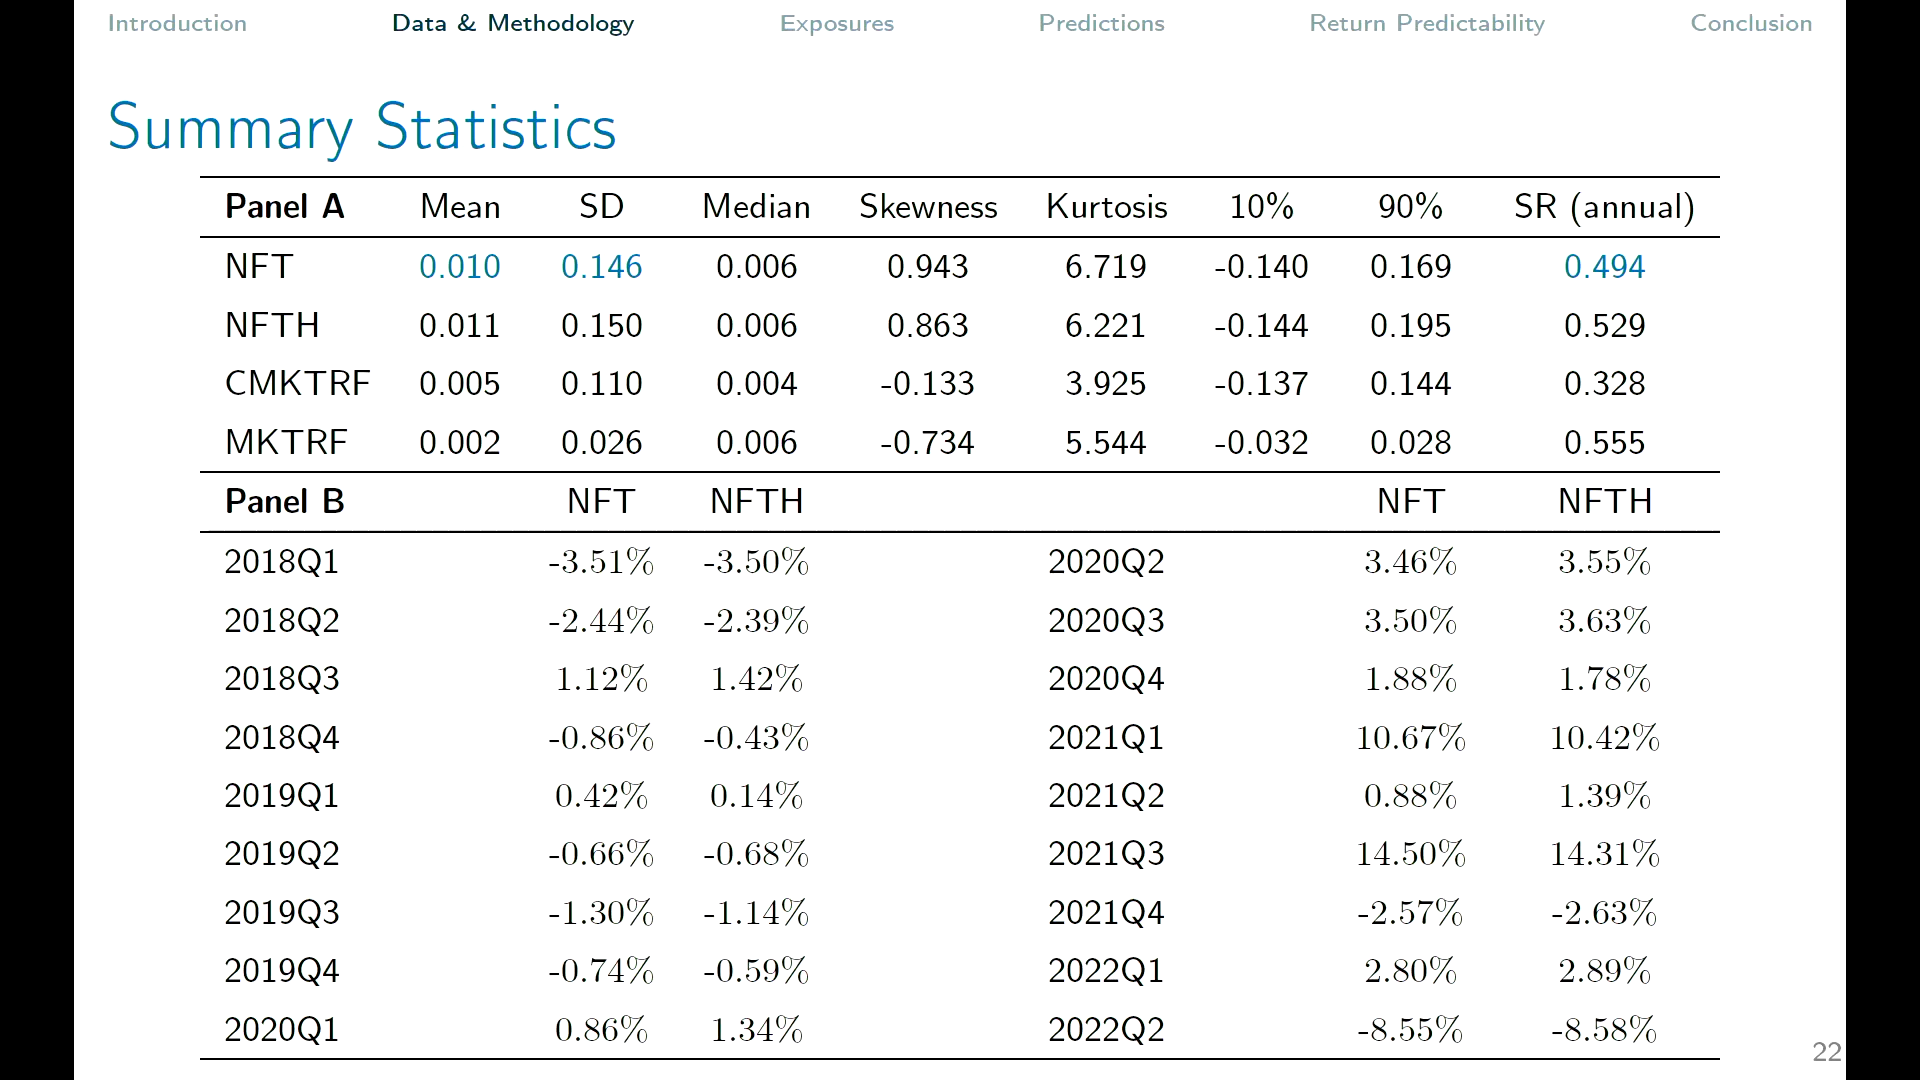 Introduction Data & Methodology Exposures Predictions Return Predictability Conclusion
Summary Statistics
Panel A Mean SD Median Skewness Kurtosis 10% 90% SR (annual)
NFT 0.010 0.146 0.006 0.943 6.719 -0.140 0.169 0.494
NFTH 0.011 0.150 0.006 0.863 6.221 -0.144 0.195 0.529
CMKTRF 0.005 0.110 0.004 -0.133 3.925 -0.137 0.144 0.328
MKTRF 0.002 0.026 0.006 -0.734 5.544 -0.032 0.028 0.555
Panel B NFT NFTH NFT NFTH
2018Q1 -3.51% -3.50% 2020Q2 3.46% 3.55%
2018Q2 -2.44% -2.39% 2020Q3 3.50% 3.63%
2018Q3 1.12% 1.42% 2020Q4 1.88% 1.78%
2018Q4 -0.86% -0.43% 2021Q1 10.67% 10.42%
2019Q1 0.42% 0.14% 2021Q2 0.88% 1.39%
2019Q2 -0.66% -0.68% 2021Q3 14.50% 14.31%
2019Q3 -1.30% -1.14% 2021Q4 -2.57% -2.63%
2019Q4 -0.74% -0.59% 2022Q1 2.80% 2.89%
2020Q1 0.86% 1.34% 2022Q2 -8.55% -8.58%
22